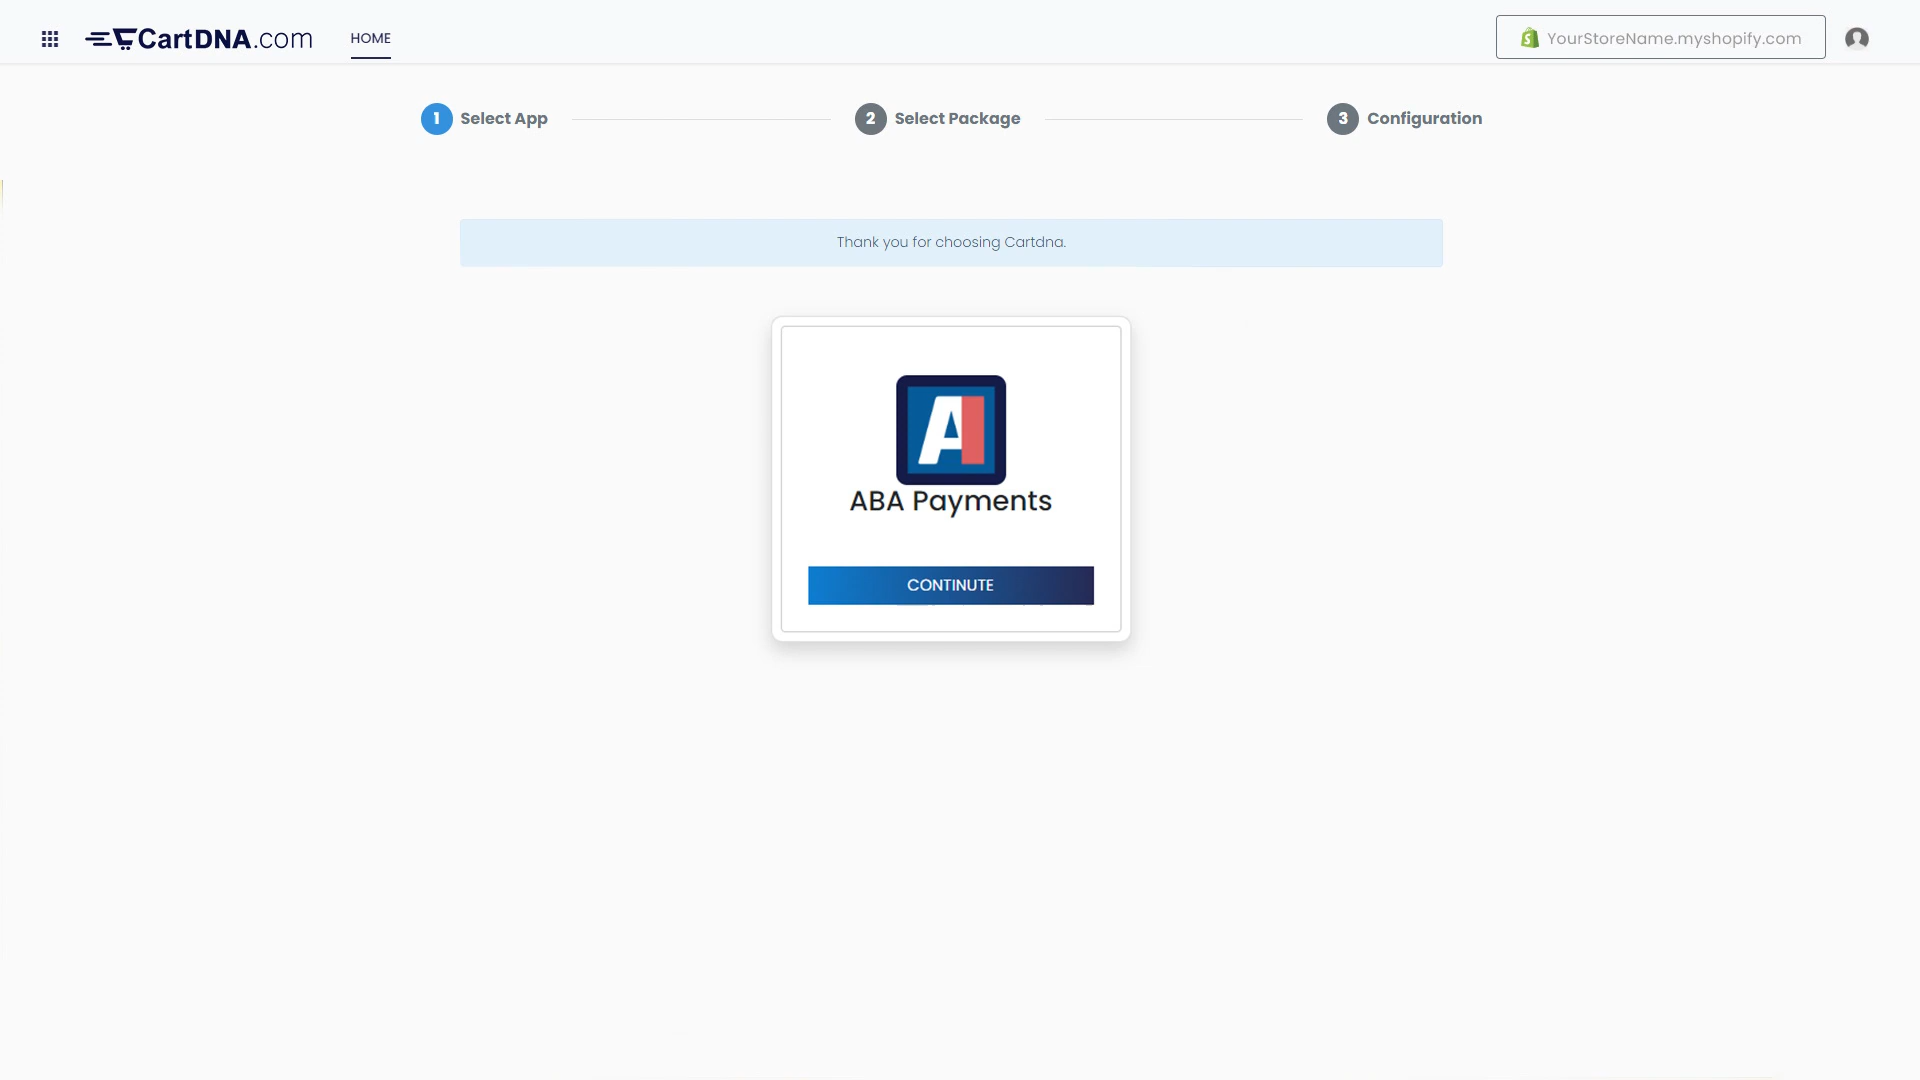 CartDNA.com
HOME
YourStoreName.myshopify.com
1 Select App
2 Select Package
3 Configuration
Thank you for choosing Cartdna.
A
ABA Payments
CONTINUTE